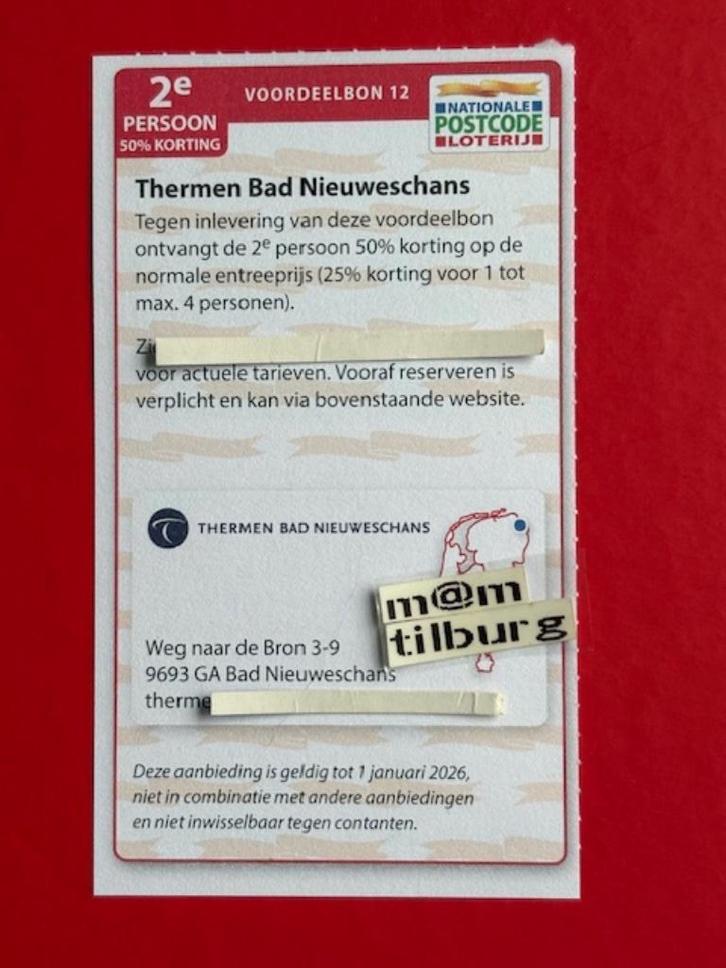 2e
PERSOON
50% KORTING
VOORDEELBON 12
NATIONALE
POSTCODE
LOTERIJ
Thermen Bad Nieuweschans
Tegen inlevering van deze voordeelbon
ontvangt de 2e persoon 50% korting op de
normale entreeprijs (25% korting voor 1 tot
max. 4 personen).
voor actuele tarieven. Vooraf reserveren is
verplicht en kan via bovenstaande website.
THERMEN BAD NIEUWESCHANS
m@m
tilburg
Weg naar de Bron 3-9
9693 GA Bad Nieuweschans
therme
Deze aanbieding is geldig tot 1 januari 2026,
niet in combinatie met andere aanbiedingen
en niet inwisselbaar tegen contanten.